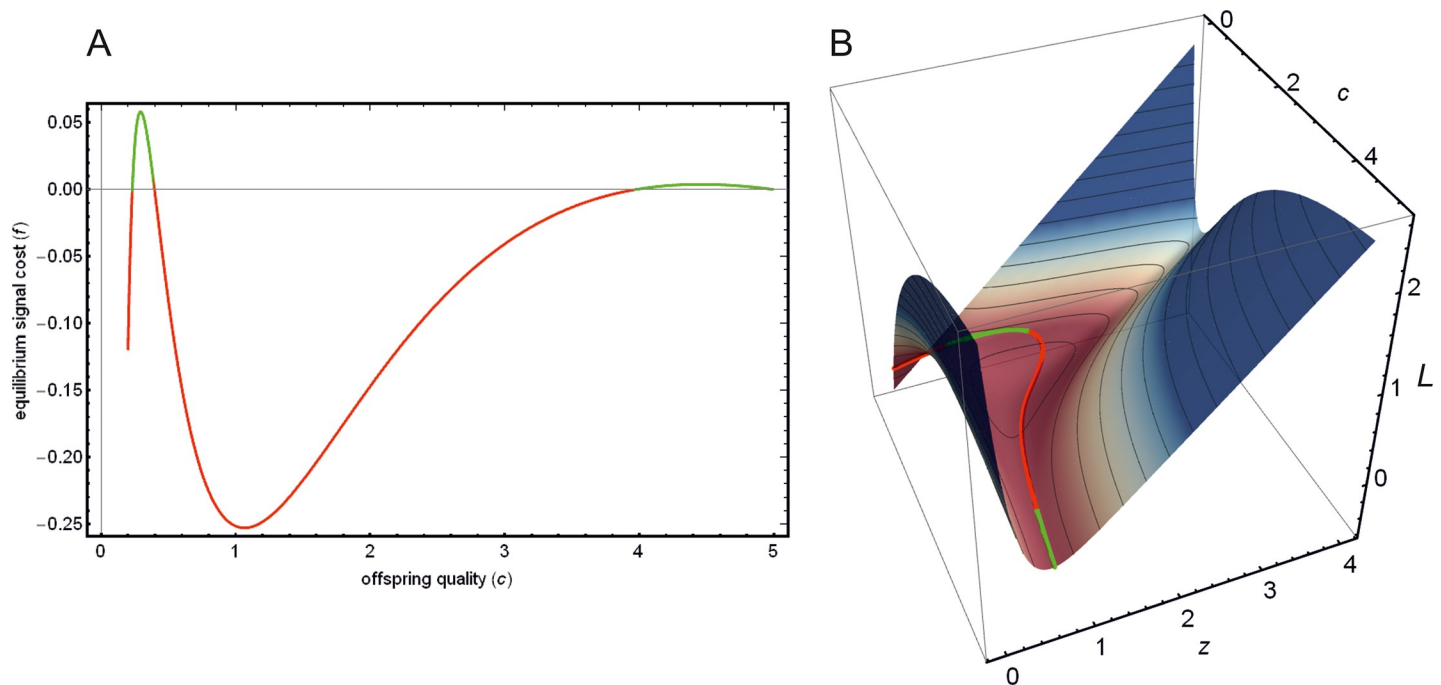 A
0.05
0.00
−0.05
−0.10
−0.15
−0.20
−0.25
equilibrium signal cost (f)
0 1 2 3 4 5
offspring quality (c)
B
0
2
4
c
2
1
0
L
0 1 2 3 4
z